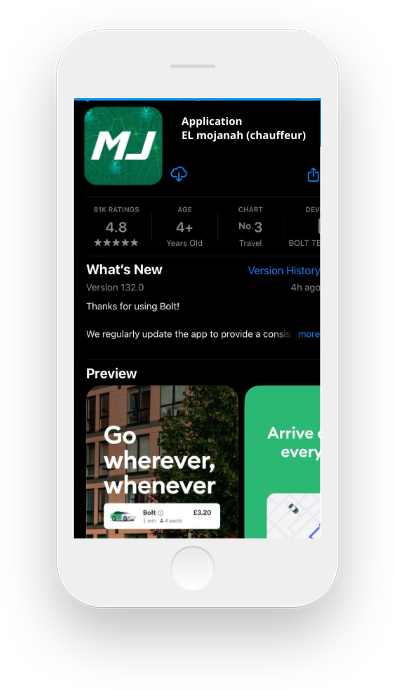 MJ
Application
EL mojanah (chauffeur)
81K RATINGS
AGE
CHART
DEV
4.8
4+
No.3
★★★★★
Years Old
Travel
BOLT TE
What's New
Version History
Version 132.0
4h ago
Thanks for using Bolt!
We regularly update the app to provide a consis more
Preview
Go
wherever,
whenever
Bolt
£3.20
1 min 4 seats
Arrive
every